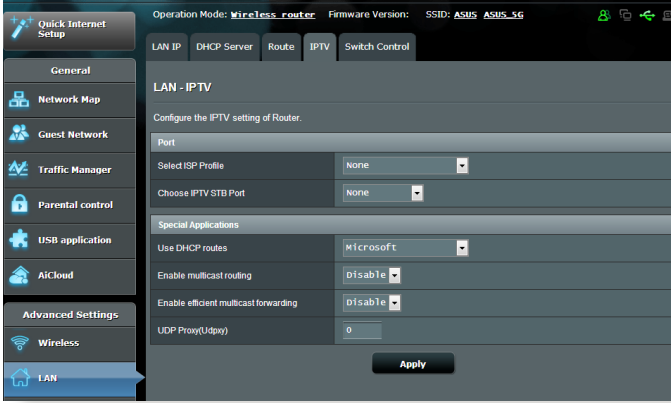 Quick Internet
Setup
General
Network Map
Guest Network
Traffic Manager
Parental control
USB application
AiCloud
Advanced Settings
Wireless
LAN
Operation Mode: Wireless router Firmware Version: SSID: ASUS ASUS_5G
LAN IP DHCP Server Route IPTV Switch Control
LAN - IPTV
Configure the IPTV setting of Router.
Port
Select ISP Profile None
Choose IPTV STB Port None
Special Applications
Use DHCP routes Microsoft
Enable multicast routing Disable
Enable efficient multicast forwarding Disable
UDP Proxy(Udpxy) 0
Apply